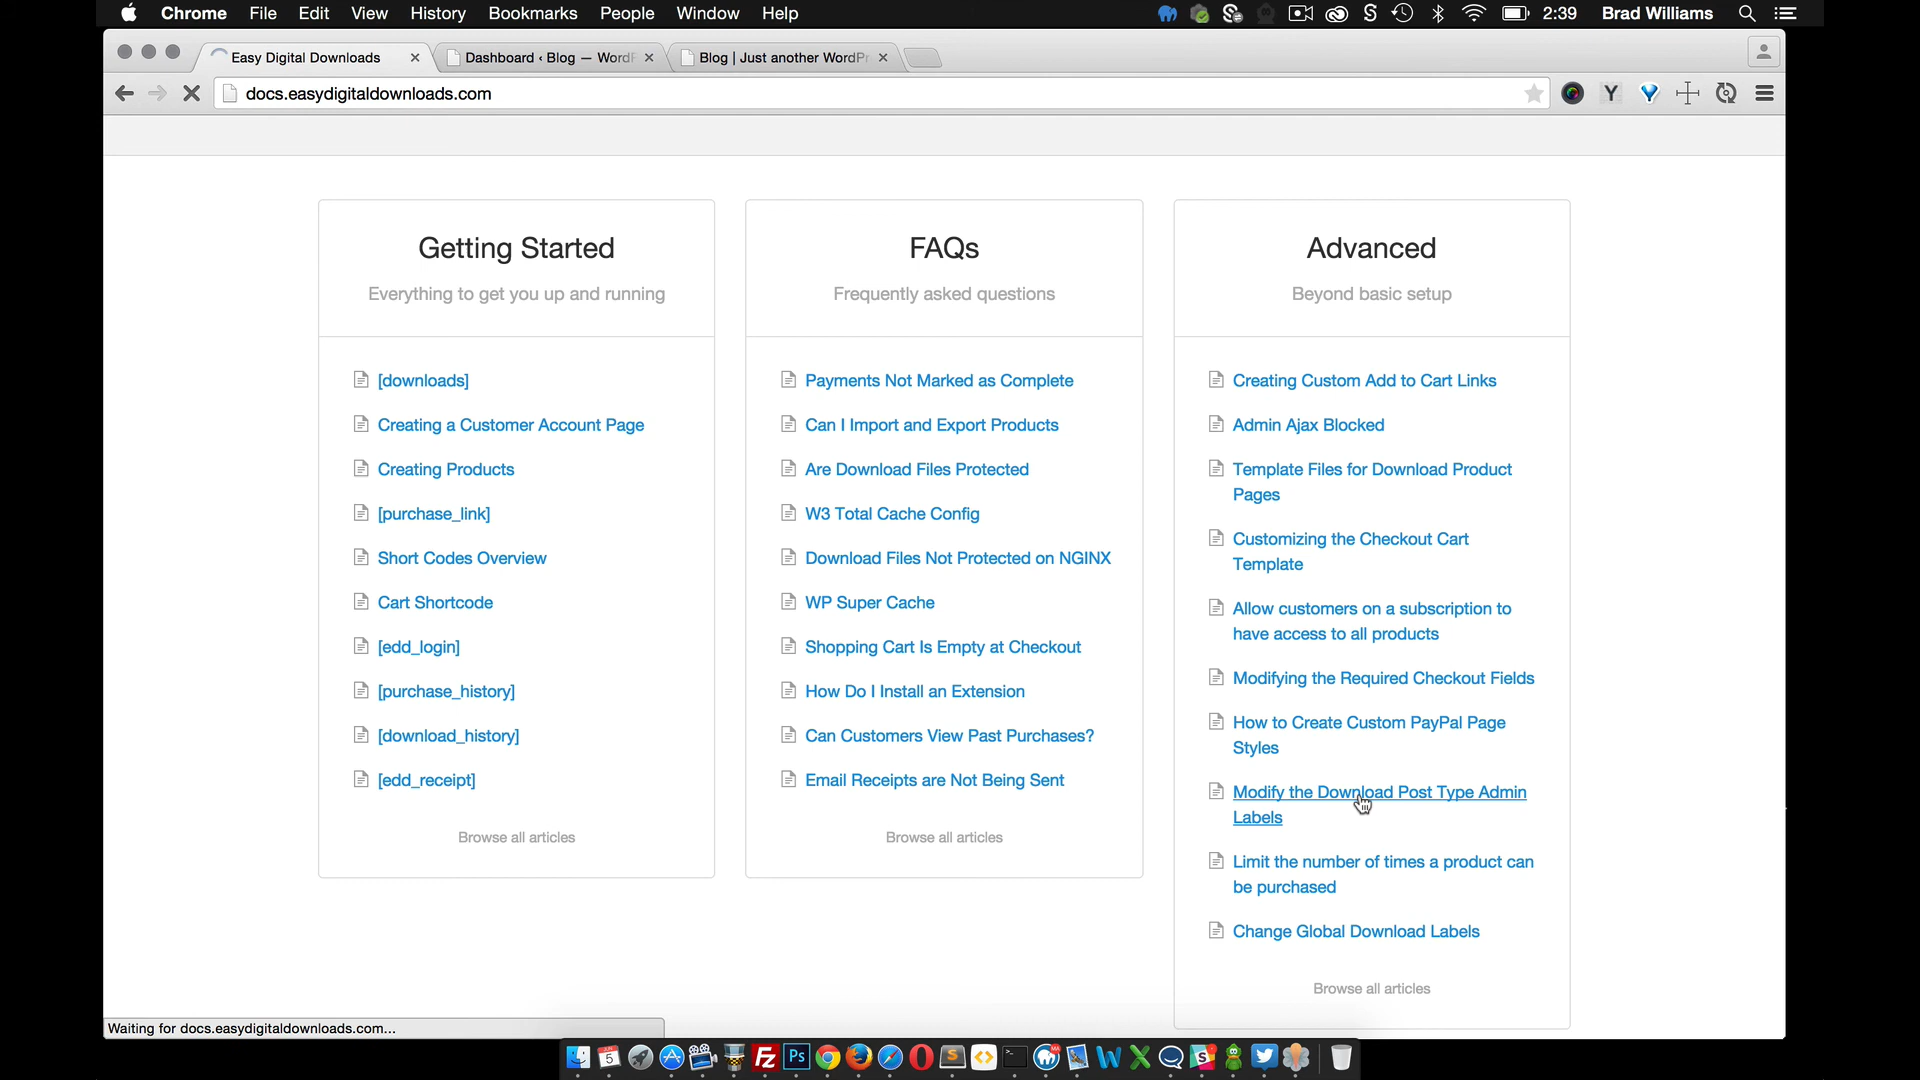 Chrome File Edit View History Bookmarks People Window Help 2:39 Brad Williams
Easy Digital Downloads Dashboard ‹ Blog — WordP Blog | Just another WordPr
docs.easydigitaldownloads.com
Getting Started
Everything to get you up and running
[downloads]
Creating a Customer Account Page
Creating Products
[purchase_link]
Short Codes Overview
Cart Shortcode
[edd_login]
[purchase_history]
[download_history]
[edd_receipt]
Browse all articles
FAQs
Frequently asked questions
Payments Not Marked as Complete
Can I Import and Export Products
Are Download Files Protected
W3 Total Cache Config
Download Files Not Protected on NGINX
WP Super Cache
Shopping Cart Is Empty at Checkout
How Do I Install an Extension
Can Customers View Past Purchases?
Email Receipts are Not Being Sent
Browse all articles
Advanced
Beyond basic setup
Creating Custom Add to Cart Links
Admin Ajax Blocked
Template Files for Download Product
Pages
Customizing the Checkout Cart
Template
Allow customers on a subscription to
have access to all products
Modifying the Required Checkout Fields
How to Create Custom PayPal Page
Styles
Modify the Download Post Type Admin
Labels
Limit the number of times a product can
be purchased
Change Global Download Labels
Browse all articles
Waiting for docs.easydigitaldownloads.com...